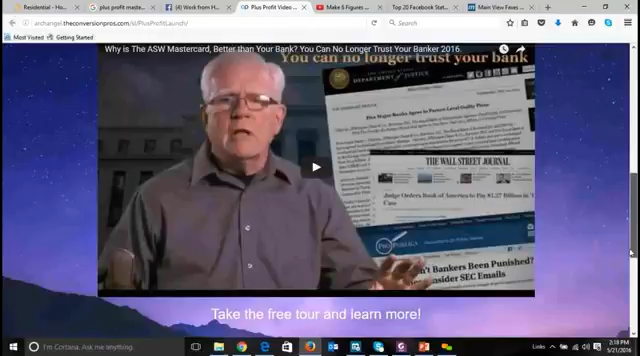 Residential - Home
plus profit maste
Work from H
Plus Profit Video
Make 6 Figures
Top 20 Facebook Stat
Main View Faxes
archangel.theconversionpros.com/d/PlusProfitLaunch/
Search
Most Visited
Getting Started
Why is The ASW Mastercard, Better than Your Bank? You Can No Longer Trust Your Banker 2016.
You can no longer trust your bank
DEPARTMENT of JUSTICE
Five Major Banks Agree to Parent-Level Guilty Pleas
THE WALL STREET JOURNAL
Judge Orders Bank of America to Pay $1.27 Billion in
Case
n't Bankers Been Punished?
nsider SEC Emails
Take the free tour and learn more!
I'm Cortana. Ask me anything.
Links
2:18 PM
5/21/2016